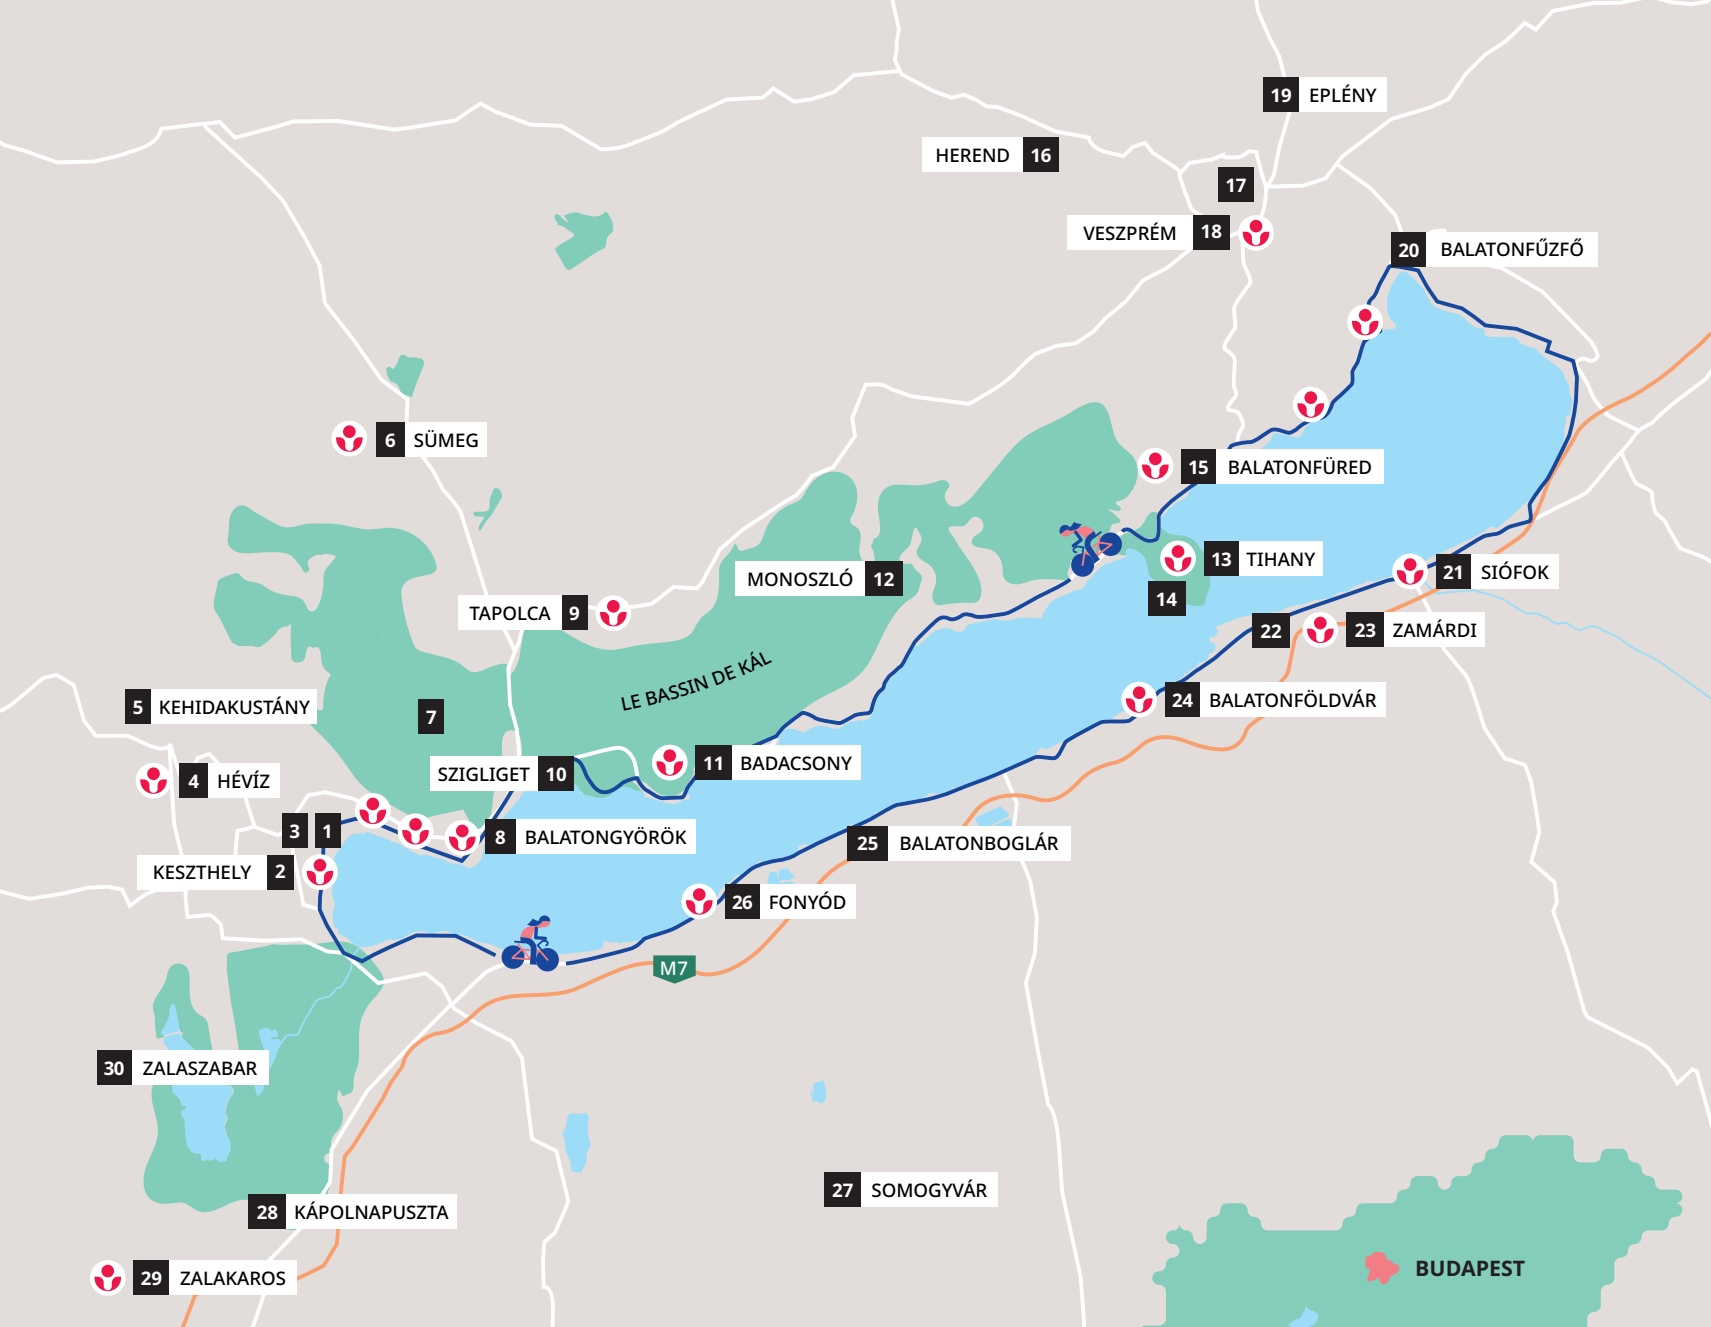 19 EPLÉNY
HEREND 16
17
VESZPRÉM 18
20 BALATONFŰZFŐ
6 SÜMEG
15 BALATONFÜRED
13 TIHANY
21 SIÓFOK
MONOSZLÓ 12
14
TAPOLCA 9
22
23 ZAMÁRDI
LE BASSIN DE KÁL
5 KEHIDAKUSTÁNY
7
24 BALATONFÖLDVÁR
11 BADACSONY
SZIGLIGET 10
4 HÉVÍZ
3 1
8 BALATONGYÖRÖK
25 BALATONBOGLÁR
KESZTHELY 2
26 FONYÓD
M7
30 ZALASZABAR
27 SOMOGYVÁR
28 KÁPOLNAPUSZTA
29 ZALAKAROS
BUDAPEST